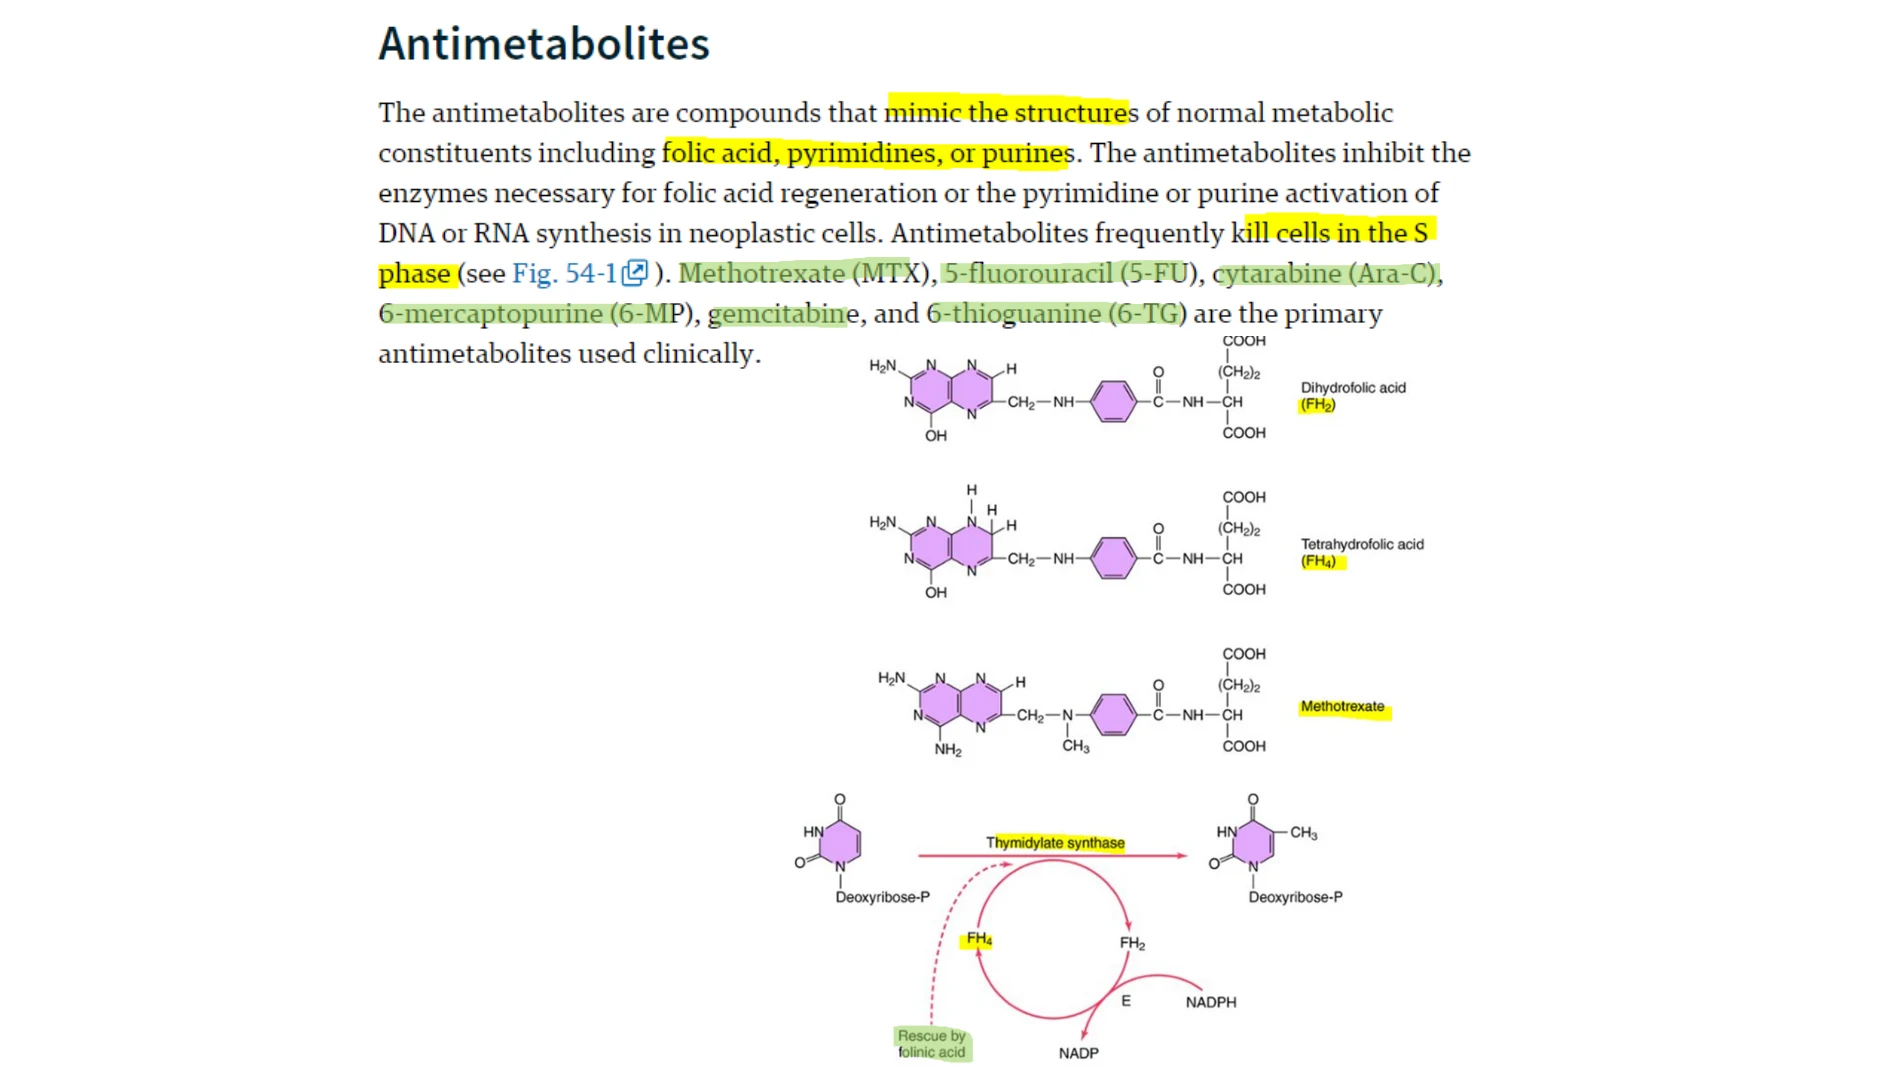 Antimetabolites
The antimetabolites are compounds that mimic the structures of normal metabolic
constituents including folic acid, pyrimidines, or purines. The antimetabolites inhibit the
enzymes necessary for folic acid regeneration or the pyrimidine or purine activation of
DNA or RNA synthesis in neoplastic cells. Antimetabolites frequently kill cells in the S
phase (see Fig. 54-1 ). Methotrexate (MTX), 5-fluorouracil (5-FU), cytarabine (Ara-C),
6-mercaptopurine (6-MP), gemcitabine, and 6-thioguanine (6-TG) are the primary
antimetabolites used clinically.
COOH
H₂N N N H O (CH₂)₂
Dihydrofolic acid
N N CH₂—NH C—NH—CH
(FH₂)
OH COOH
H
COOH
H₂N N N H H O (CH₂)₂
Tetrahydrofolic acid
N N CH₂—NH C—NH—CH
(FH₄)
OH COOH
COOH
H₂N N N H O (CH₂)₂
Methotrexate
N N CH₂—N C—NH—CH
NH₂ CH₃ COOH
O O
HN HN CH₃
Thymidylate synthase
O N O N
Deoxyribose-P Deoxyribose-P
FH₄ FH₂
E NADPH
Rescue by
folinic acid
NADP